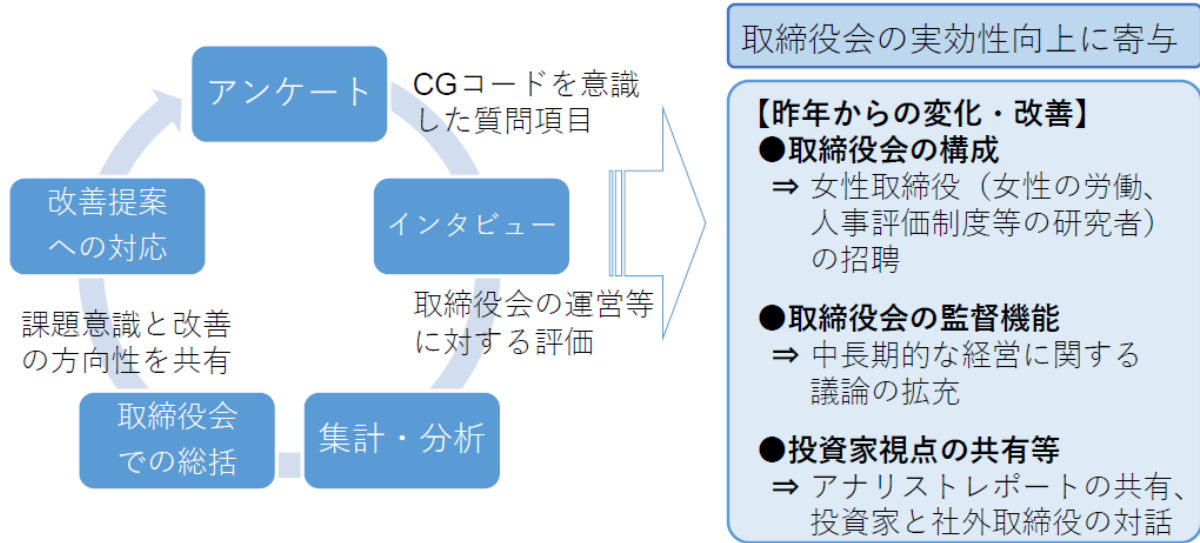 アンケート
CGコードを意識
した質問項目
インタビュー
取締役会の運営等
に対する評価
集計・分析
取締役会
での総括
課題意識と改善
の方向性を共有
改善提案
への対応
取締役会の実効性向上に寄与
【昨年からの変化・改善】
●取締役会の構成
⇒ 女性取締役（女性の労働、
人事評価制度等の研究者）
の招聘
●取締役会の監督機能
⇒ 中長期的な経営に関する
議論の拡充
●投資家視点の共有等
⇒ アナリストレポートの共有、
投資家と社外取締役の対話